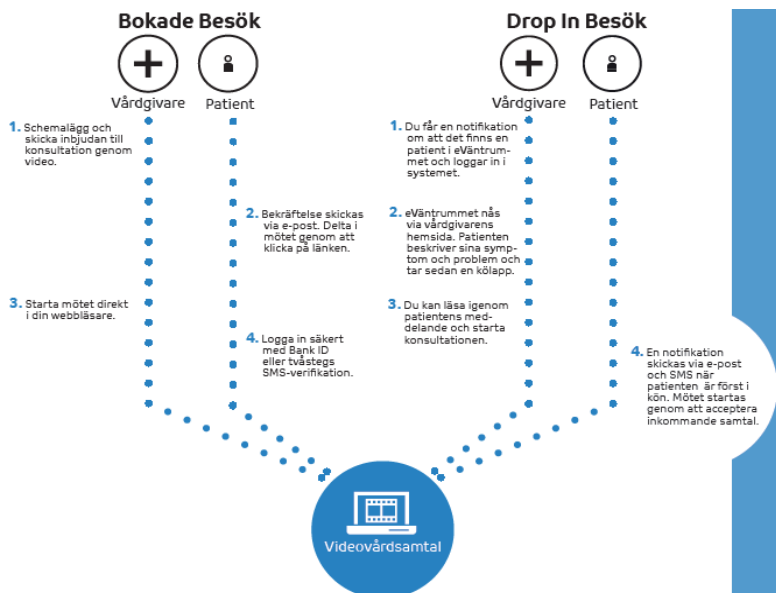 Bokade Besök
Vårdgivare
Patient
1. Schemalägg och
skicka inbjudan till
konsultation genom
video.
2. Bekräftelse skickas
via e-post. Delta i
mötet genom att
klicka på länken.
3. Starta mötet direkt
i din webbläsare.
4. Logga in säkert
med Bank ID
eller tvåstegs
SMS-verifikation.
Drop In Besök
Vårdgivare
Patient
1. Du får en notifikation
om att det finns en
patient i eVäntrum-
met och loggar in i
systemet.
2. eVäntrummet nås
via vårdgivarens
hemsida. Patienten
beskriver sina symp-
tom och problem och
tar sedan en kölapp.
3. Du kan läsa igenom
patientens med-
delande och starta
konsultationen.
4. En notifikation
skickas via e-post
och SMS när
patienten är först i
kön. Mötet startas
genom att acceptera
inkommande samtal.
Videovårdsamtal